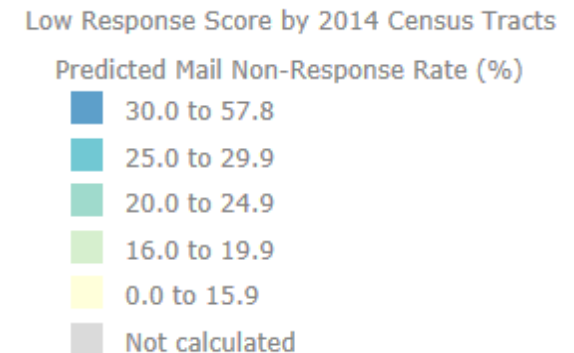 Low Response Score by 2014 Census Tracts
Predicted Mail Non-Response Rate (%)
30.0 to 57.8
25.0 to 29.9
20.0 to 24.9
16.0 to 19.9
0.0 to 15.9
Not calculated